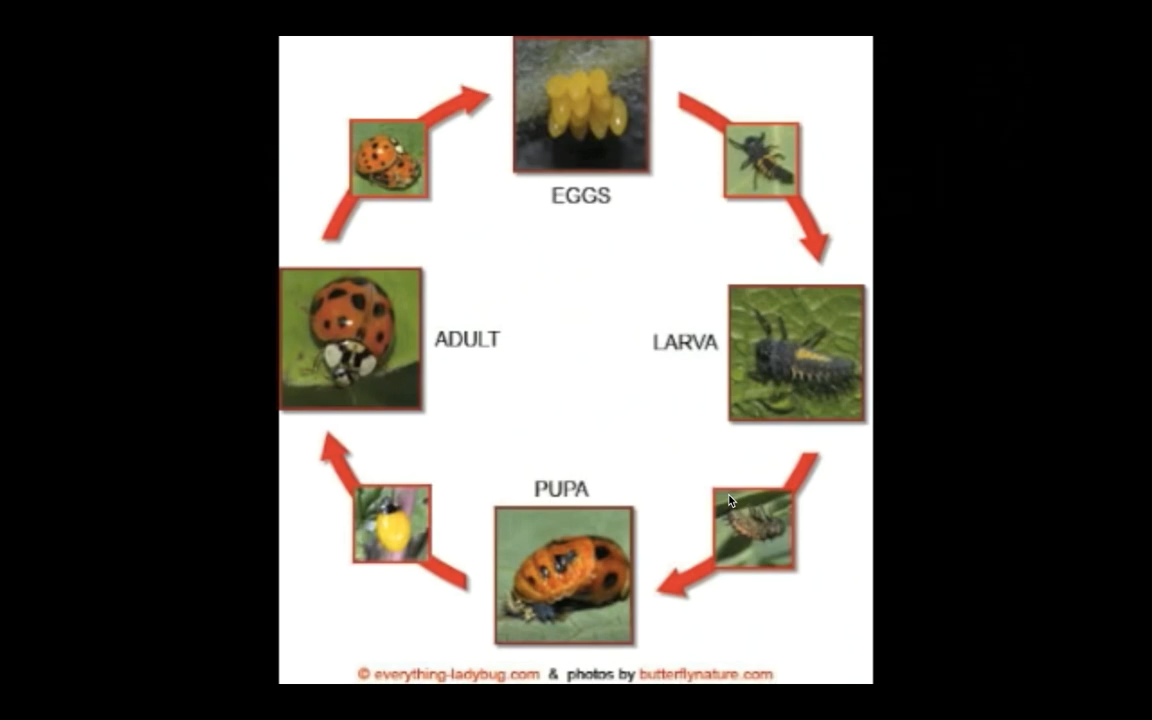 EGGS
ADULT
LARVA
PUPA
© everything-ladybug.com & photos by butterflynature.com